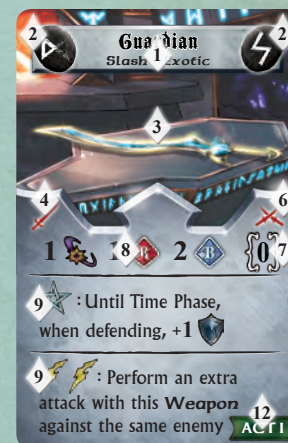 2 2
Guardian
Slash Exotic
1
3
4 6
1 1 8 2 {0} 7
9 : Until Time Phase,
when defending, +1
9 : Perform an extra
attack with this Weapon
against the same enemy
12
ACT I